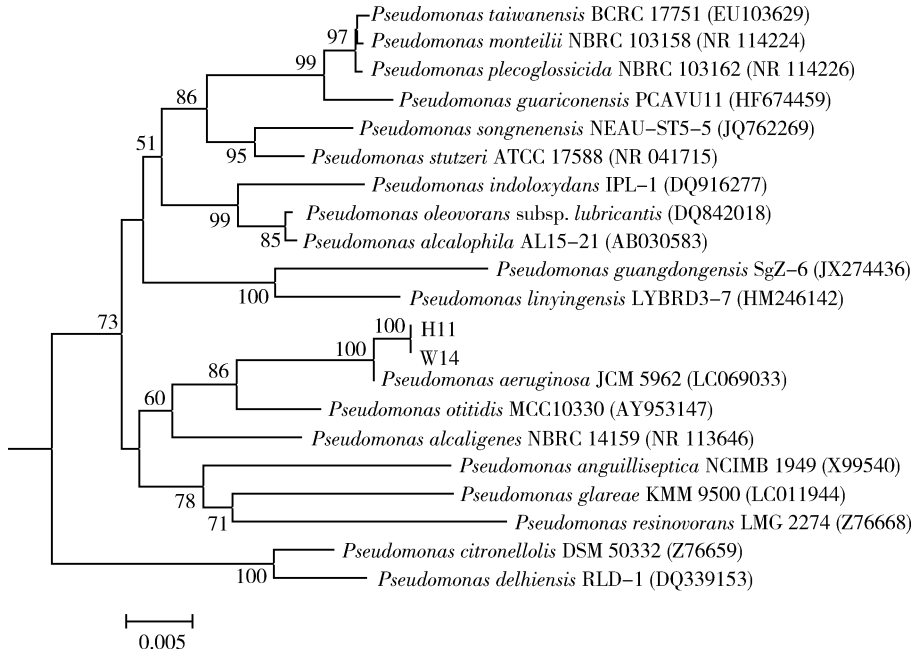 Pseudomonas taiwanensis BCRC 17751 (EU103629)
97
Pseudomonas monteilii NBRC 103158 (NR 114224)
99
Pseudomonas plecoglossicida NBRC 103162 (NR 114226)
86
Pseudomonas guariconensis PCAVU11 (HF674459)
Pseudomonas songnenensis NEAU-ST5-5 (JQ762269)
51
95
Pseudomonas stutzeri ATCC 17588 (NR 041715)
Pseudomonas indoloxydans IPL-1 (DQ916277)
99
Pseudomonas oleovorans subsp. lubricantis (DQ842018)
85
Pseudomonas alcalophila AL15-21 (AB030583)
Pseudomonas guangdongensis SgZ-6 (JX274436)
100
Pseudomonas linyingensis LYBRD3-7 (HM246142)
73
100
H11
100
W14
86
Pseudomonas aeruginosa JCM 5962 (LC069033)
60
Pseudomonas otitidis MCC10330 (AY953147)
Pseudomonas alcaligenes NBRC 14159 (NR 113646)
Pseudomonas anguilliseptica NCIMB 1949 (X99540)
78
Pseudomonas glareae KMM 9500 (LC011944)
71
Pseudomonas resinovorans LMG 2274 (Z76668)
Pseudomonas citronellolis DSM 50332 (Z76659)
100
Pseudomonas delhiensis RLD-1 (DQ339153)
0.005